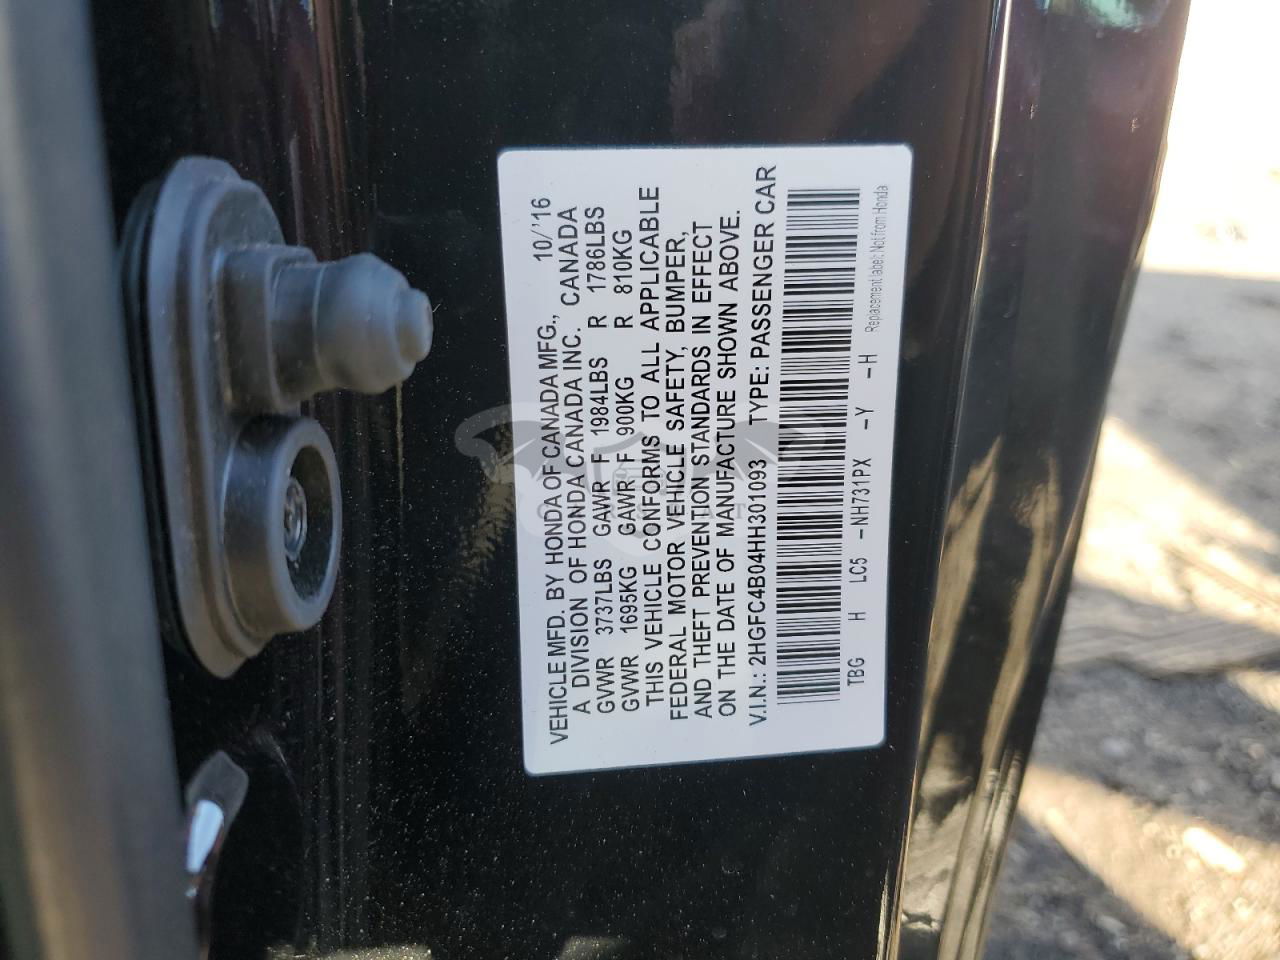 VEHICLE MFD. BY HONDA OF CANADA MFG., 10/'16
A DIVISION OF HONDA CANADA INC. CANADA
GVWR 3737LBS GAWR F 1984LBS R 1786LBS
GVWR 1695KG GAWR F 900KG R 810KG
THIS VEHICLE CONFORMS TO ALL APPLICABLE
FEDERAL MOTOR VEHICLE SAFETY, BUMPER,
AND THEFT PREVENTION STANDARDS IN EFFECT
ON THE DATE OF MANUFACTURE SHOWN ABOVE.
V.I.N.: 2HGFC4B04HH301093 TYPE: PASSENGER CAR
TBG H LC5 -NH731PX -Y -H
Replacement label: Not from Honda